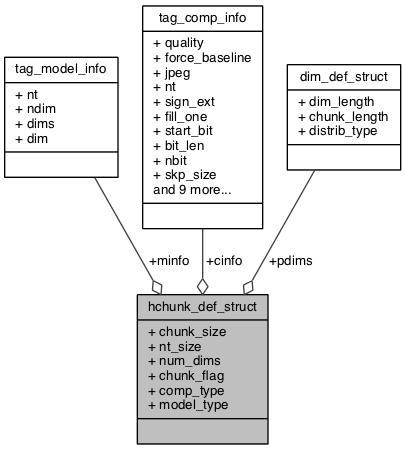 tag_comp_info
+ quality
+ force_baseline
+ jpeg
+ nt
+ sign_ext
+ fill_one
+ start_bit
+ bit_len
+ nbit
+ skp_size
and 9 more...
tag_model_info
+ nt
+ ndim
+ dims
+ dim
dim_def_struct
+ dim_length
+ chunk_length
+ distrib_type
+minfo
+cinfo
+pdims
hchunk_def_struct
+ chunk_size
+ nt_size
+ num_dims
+ chunk_flag
+ comp_type
+ model_type